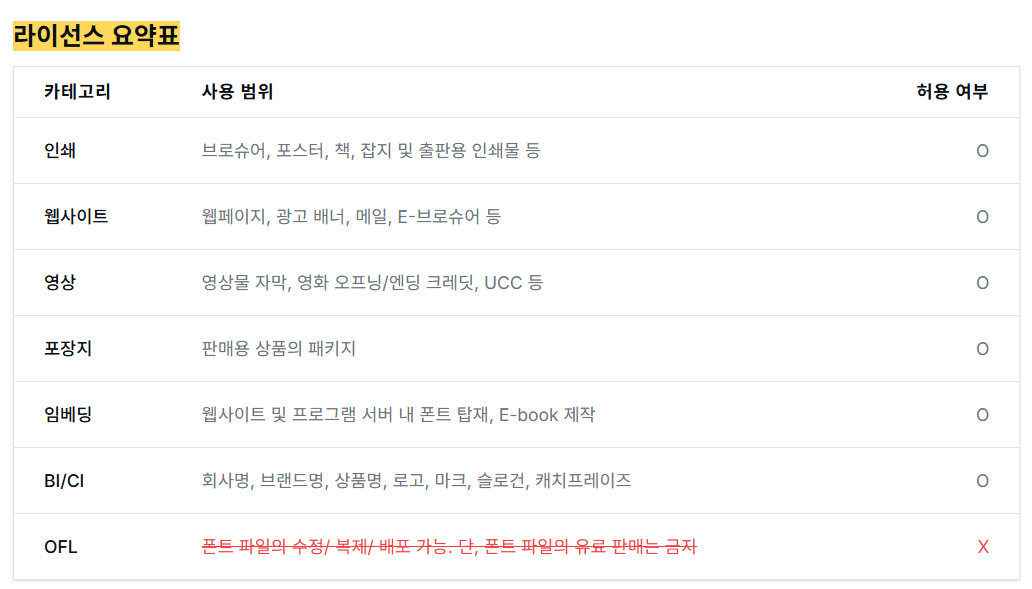 라이선스 요약표
카테고리 사용 범위 허용 여부
인쇄 브로슈어, 포스터, 책, 잡지 및 출판용 인쇄물 등 O
웹사이트 웹페이지, 광고 배너, 메일, E-브로슈어 등 O
영상 영상물 자막, 영화 오프닝/엔딩 크레딧, UCC 등 O
포장지 판매용 상품의 패키지 O
임베딩 웹사이트 및 프로그램 서버 내 폰트 탑재, E-book 제작 O
BI/CI 회사명, 브랜드명, 상품명, 로고, 마크, 슬로건, 캐치프레이즈 O
OFL 폰트 파일의 수정/ 복제/ 배포 가능. 단, 폰트 파일의 유료 판매는 금지 X